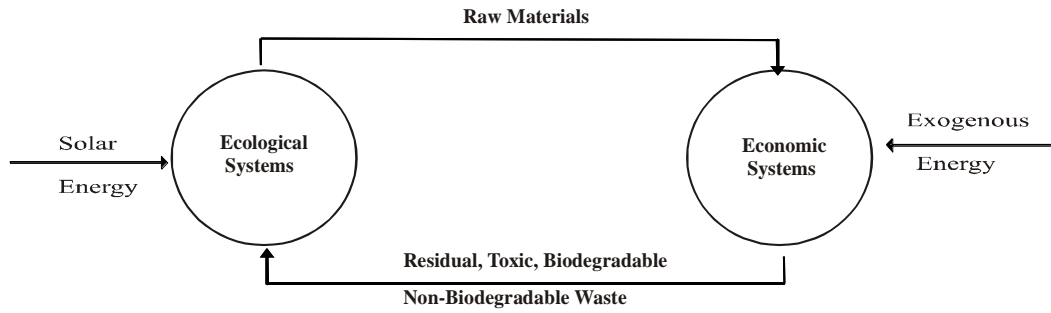 Raw Materials
Solar
Energy
Ecological
Systems
Economic
Systems
Exogenous
Energy
Residual, Toxic, Biodegradable
Non-Biodegradable Waste